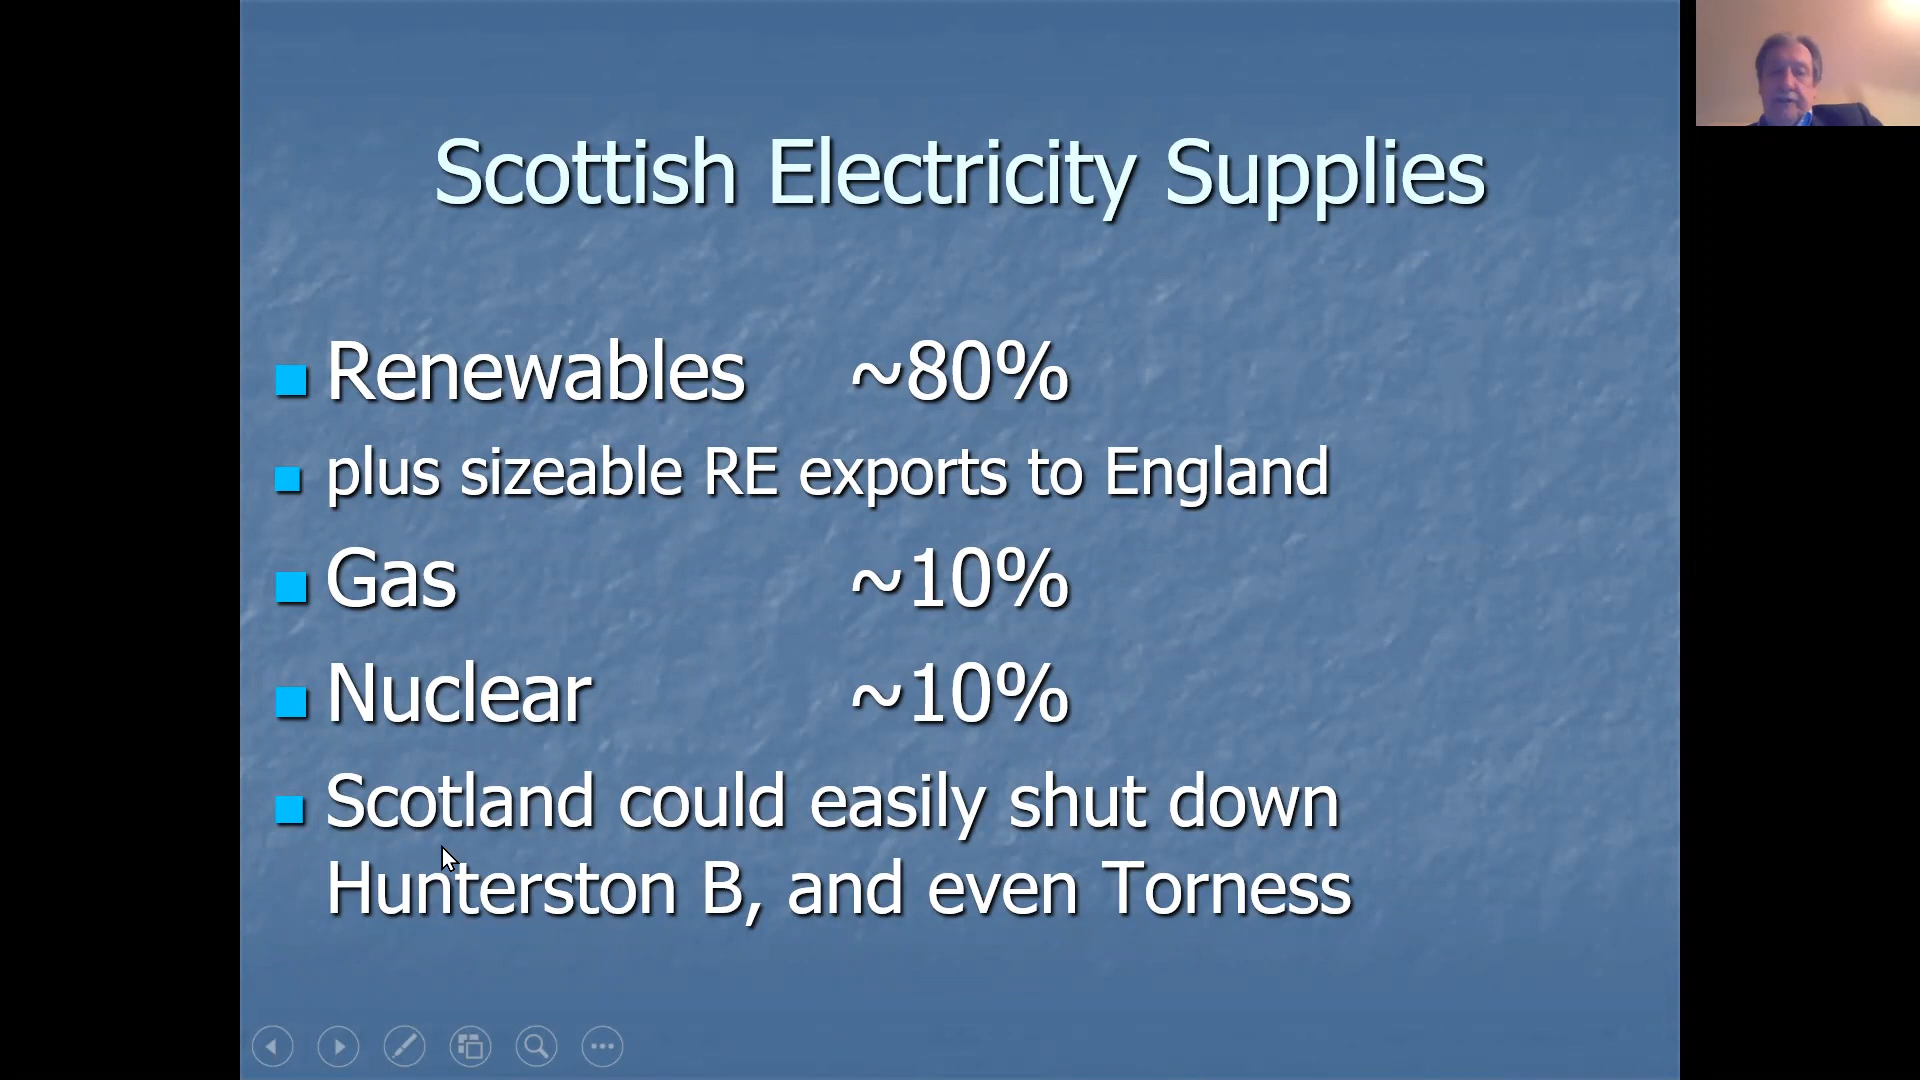 Scottish Electricity Supplies
Renewables ~80%
plus sizeable RE exports to England
Gas ~10%
Nuclear ~10%
Scotland could easily shut down
Hunterston B, and even Torness